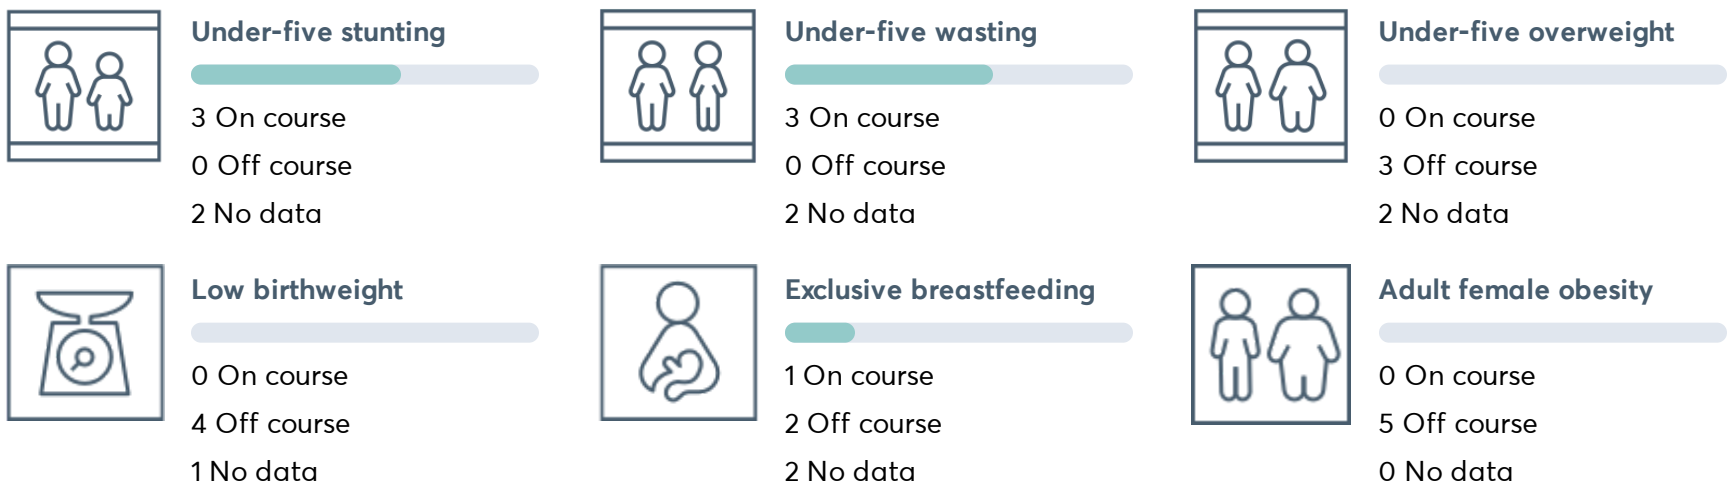 Under-five stunting
3 On course
0 Off course
2 No data
Under-five wasting
3 On course
0 Off course
2 No data
Under-five overweight
0 On course
3 Off course
2 No data
Low birthweight
0 On course
4 Off course
1 No data
Exclusive breastfeeding
1 On course
2 Off course
2 No data
Adult female obesity
0 On course
5 Off course
0 No data